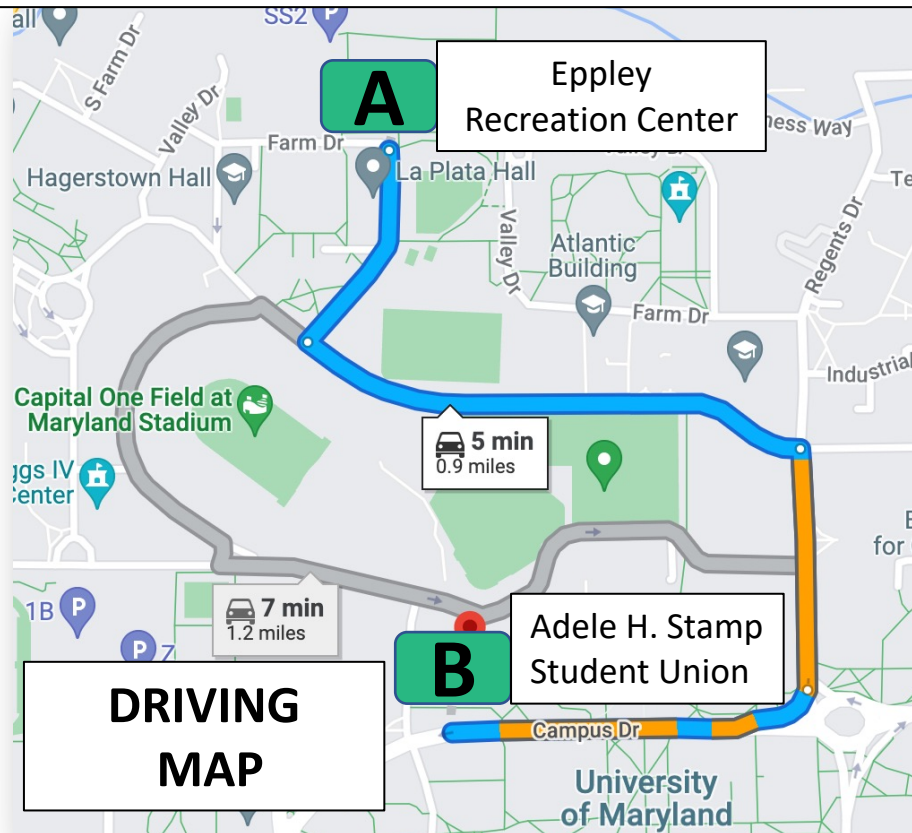 all
SS2
P
S Farm Dr
Valley Dr
A
Eppley
Recreation Center
ness Way
Farm Dr
Hagerstown Hall
La Plata Hall
Te
Valley Dr
Regents Dr
Atlantic
Building
Farm Dr
Industrial
Capital One Field at
Maryland Stadium
5 min
0.9 miles
ggs IV
Center
E
for
7 min
1.2 miles
1B
P
P
7
B
Adele H. Stamp
Student Union
DRIVING
MAP
Campus Dr
University
of Maryland